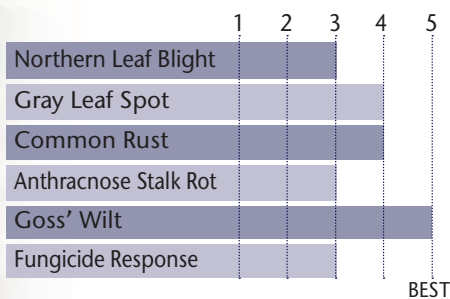 1 2 3 4 5
Northern Leaf Blight
Gray Leaf Spot
Common Rust
Anthracnose Stalk Rot
Goss' Wilt
Fungicide Response
BEST